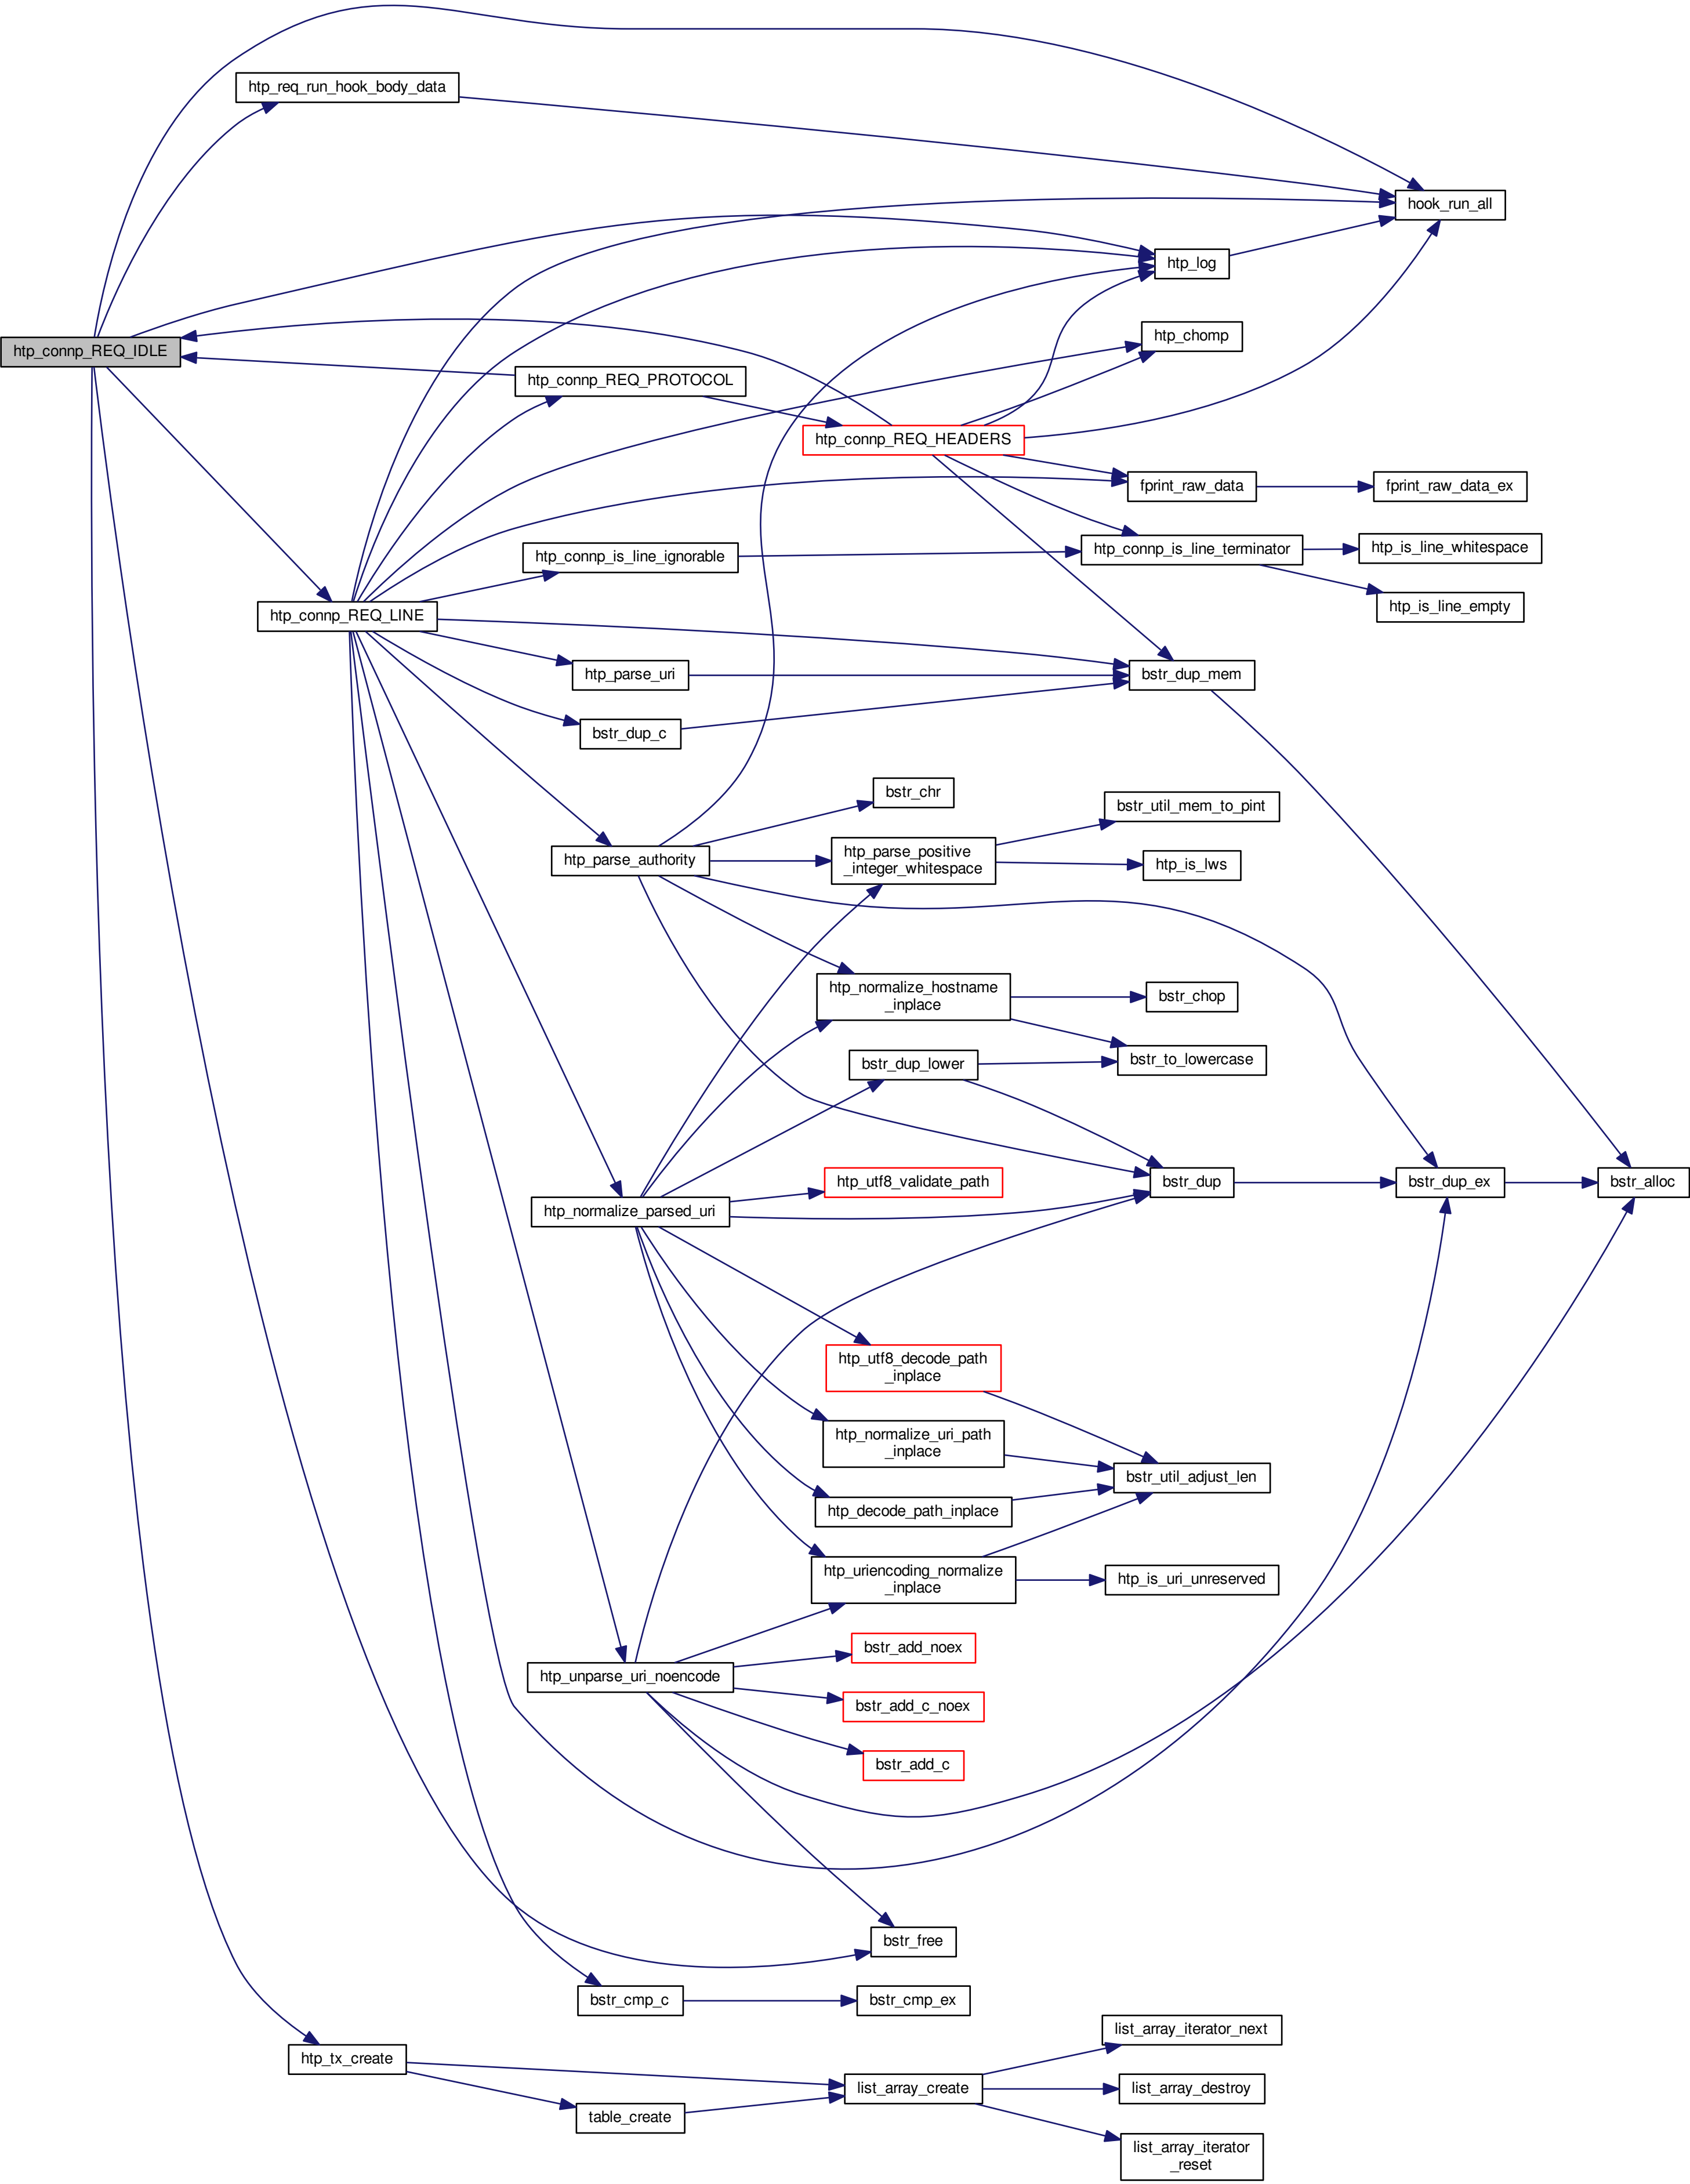 htp_req_run_hook_body_data
hook_run_all
htp_log
htp_chomp
htp_connp_REQ_IDLE
htp_connp_REQ_PROTOCOL
htp_connp_REQ_HEADERS
fprint_raw_data
fprint_raw_data_ex
htp_connp_is_line_ignorable
htp_connp_is_line_terminator
htp_is_line_whitespace
htp_is_line_empty
htp_connp_REQ_LINE
htp_parse_uri
bstr_dup_mem
bstr_dup_c
bstr_chr
bstr_util_mem_to_pint
htp_parse_authority
htp_parse_positive
_integer_whitespace
htp_is_lws
htp_normalize_hostname
_inplace
bstr_chop
bstr_to_lowercase
bstr_dup_lower
htp_utf8_validate_path
bstr_dup
bstr_dup_ex
bstr_alloc
htp_normalize_parsed_uri
htp_utf8_decode_path
_inplace
htp_normalize_uri_path
_inplace
bstr_util_adjust_len
htp_decode_path_inplace
htp_uriencoding_normalize
_inplace
htp_is_uri_unreserved
bstr_add_noex
htp_unparse_uri_noencode
bstr_add_c_noex
bstr_add_c
bstr_free
bstr_cmp_c
bstr_cmp_ex
list_array_iterator_next
htp_tx_create
list_array_create
list_array_destroy
table_create
list_array_iterator
_reset